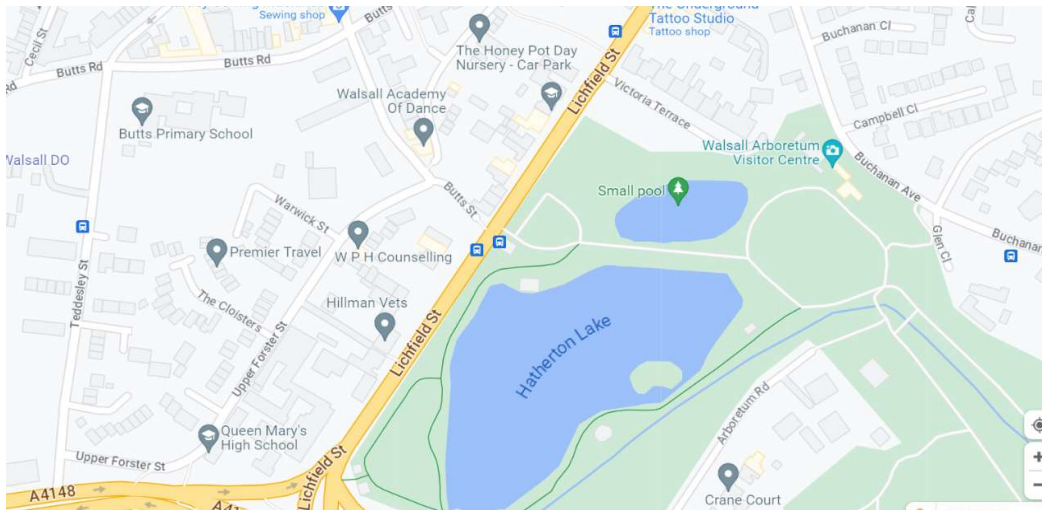 Sewing shop
The Underground
Tattoo Studio
Tattoo shop
Cecil St
Butts Rd
Butts Rd
Rd
The Honey Pot Day
Nursery - Car Park
Lichfield St
Buchanan Cl
Victoria Terrace
Walsall Academy
Of Dance
Butts Primary School
Campbell Cl
Walsall Arboretum
Visitor Centre
Buchanan Ave
Walsall DO
Small pool
Butts St
Warwick St
Premier Travel
W P H Counselling
Glen Cl
Buchanan
Teddesley St
The Cloisters
Hillman Vets
Upper Forster St
Lichfield St
Hatherton Lake
Arboretum Rd
Queen Mary's
High School
Upper Forster St
Lichfield St
A4148
Crane Court